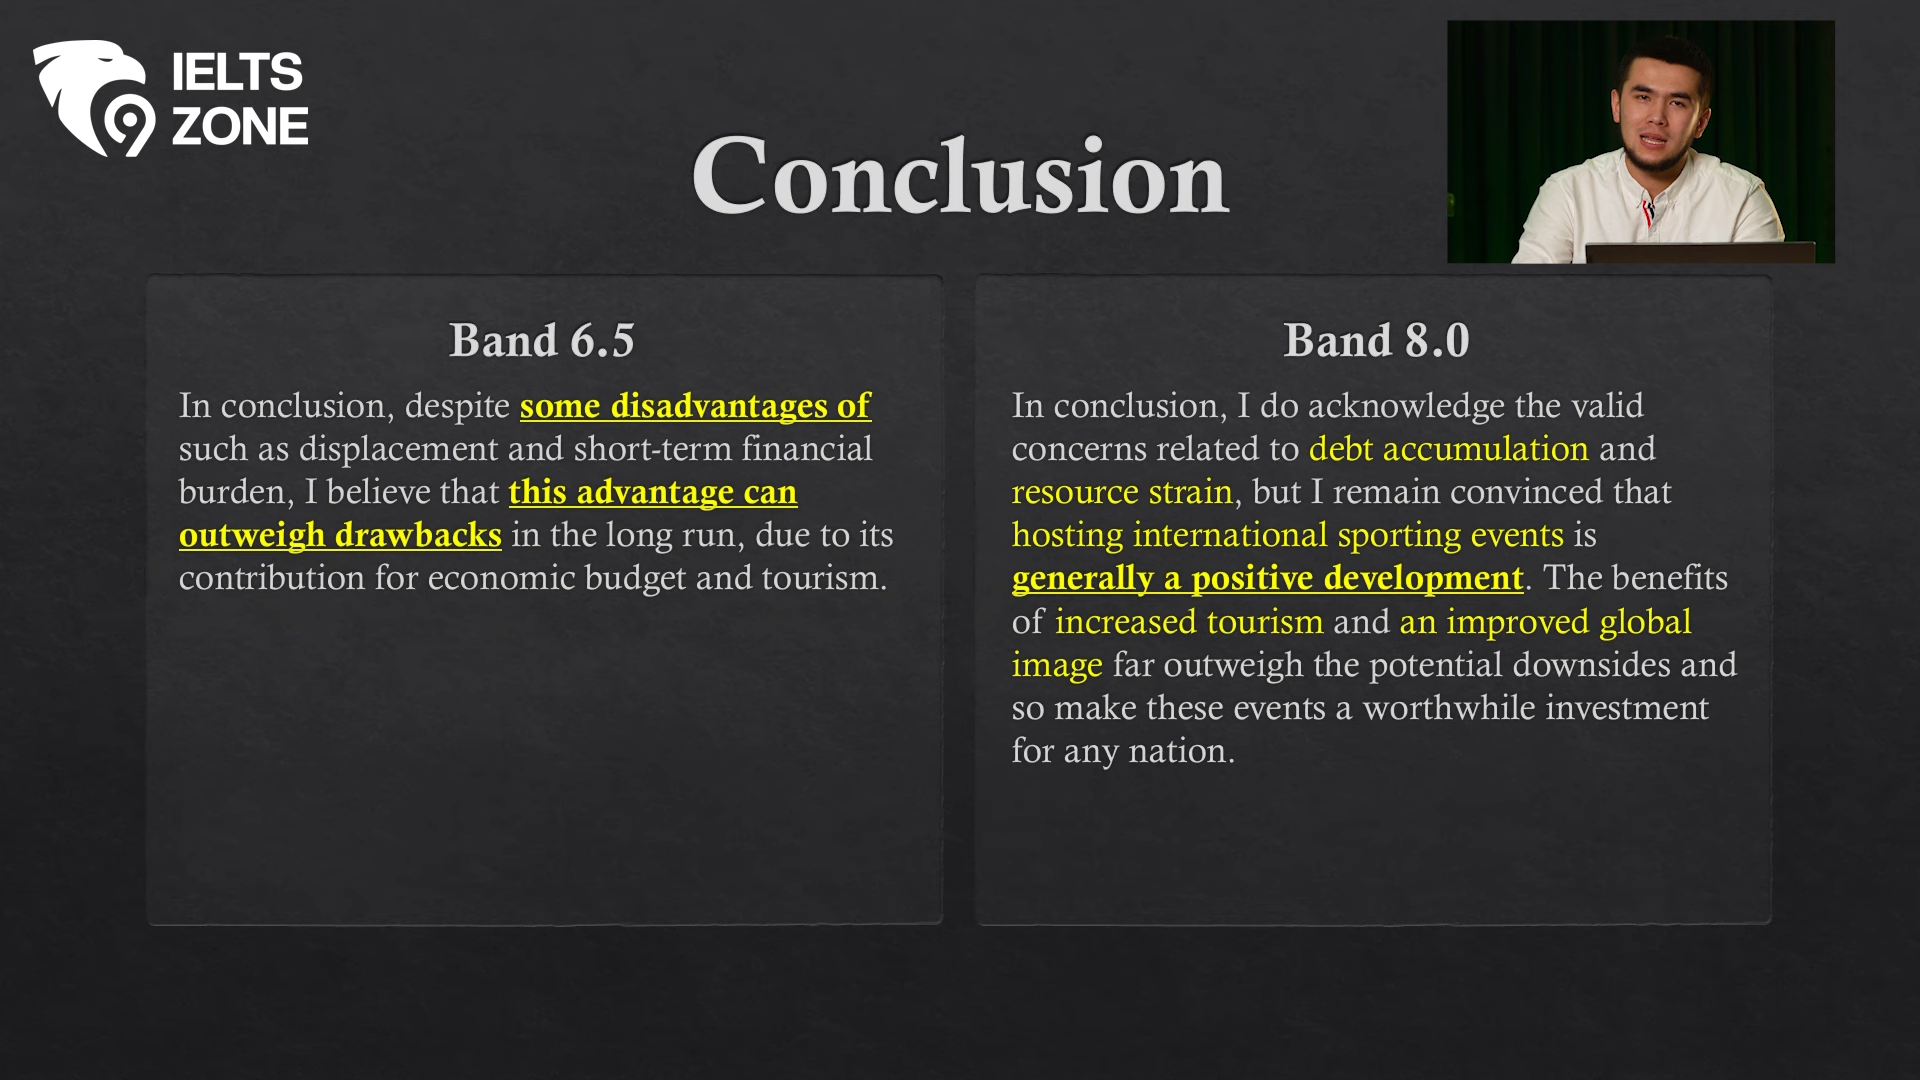 IELTS
ZONE
Conclusion
Band 6.5
In conclusion, despite some disadvantages of
such as displacement and short-term financial
burden, I believe that this advantage can
outweigh drawbacks in the long run, due to its
contribution for economic budget and tourism.
Band 8.0
In conclusion, I do acknowledge the valid
concerns related to debt accumulation and
resource strain, but I remain convinced that
hosting international sporting events is
generally a positive development. The benefits
of increased tourism and an improved global
image far outweigh the potential downsides and
so make these events a worthwhile investment
for any nation.